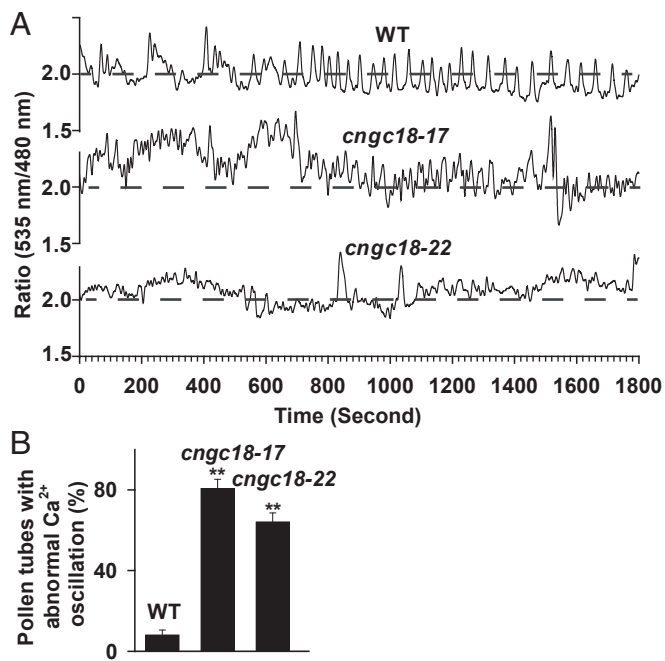 A
WT
2.0
1.5
cngc18-17
2.0
1.5
cngc18-22
2.0
1.5
Ratio (535 nm/480 nm)
0 200 400 600 800 1000 1200 1400 1600 1800
Time (Second)
B
cngc18-17
**
cngc18-22
**
80
40
WT
0
Pollen tubes with
abnormal Ca²⁺
oscillation (%)